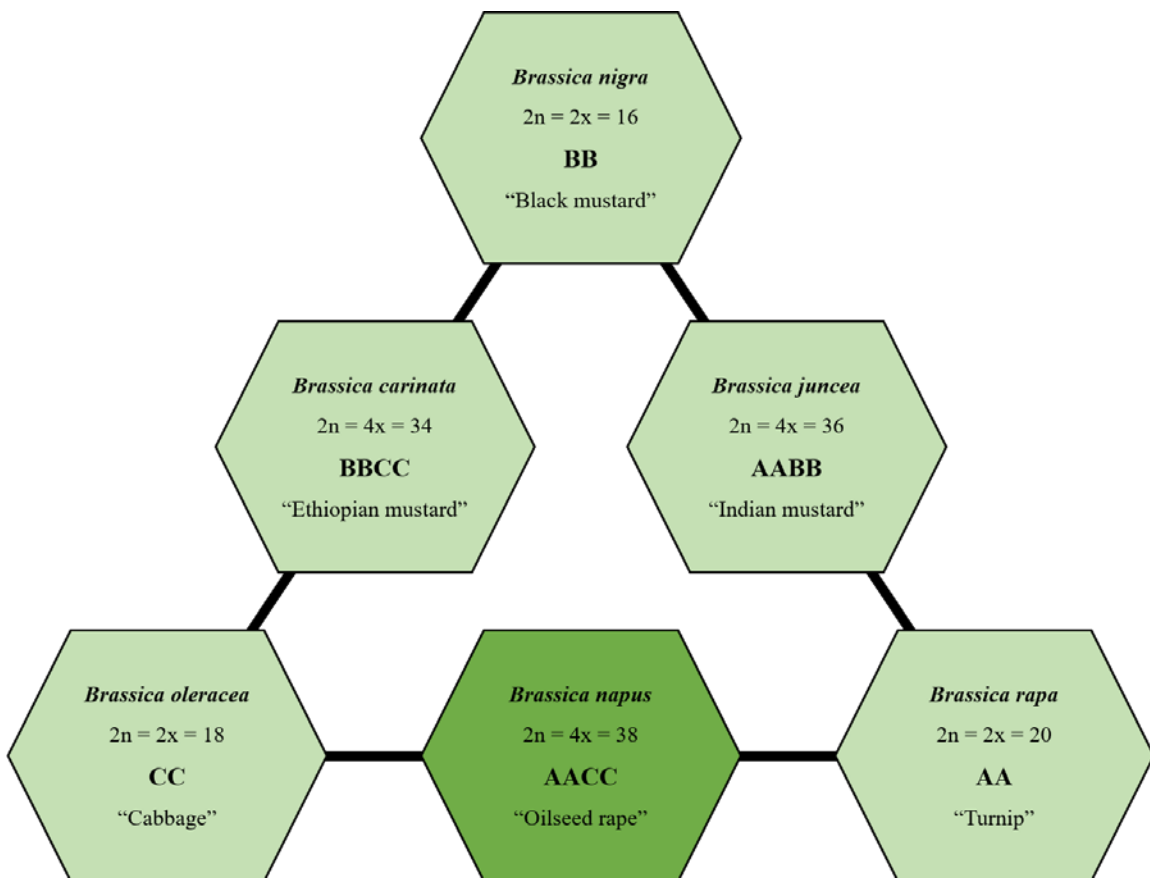 Brassica nigra
2n = 2x = 16
BB
“Black mustard”
Brassica carinata
2n = 4x = 34
BBCC
“Ethiopian mustard”
Brassica juncea
2n = 4x = 36
AABB
“Indian mustard”
Brassica oleracea
2n = 2x = 18
CC
“Cabbage”
Brassica napus
2n = 4x = 38
AACC
“Oilseed rape”
Brassica rapa
2n = 2x = 20
AA
“Turnip”